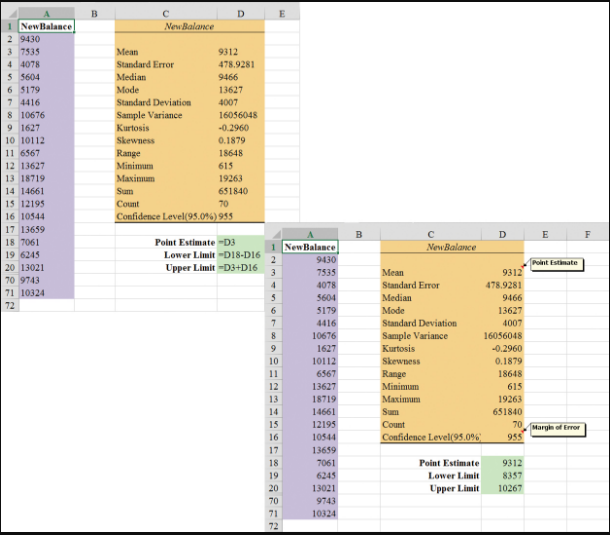 A B C D E
1 NewBalance NewBalance
2 9430
3 7535 Mean 9312
4 4078 Standard Error 478.9281
5 5604 Median 9466
6 5179 Mode 13627
7 4416 Standard Deviation 4007
8 10676 Sample Variance 16056048
9 1627 Kurtosis -0.2960
10 10112 Skewness 0.1879
11 6567 Range 18648
12 13627 Minimum 615
13 18719 Maximum 19263
14 14661 Sum 651840
15 12195 Count 70
16 10544 Confidence Level(95.0%) 955
17 13659
18 7061 Point Estimate =D3
19 6245 Lower Limit =D18-D16
20 13021 Upper Limit =D3+D16
70 9743
71 10324
72
A B C D E F
1 NewBalance NewBalance
2 9430 Point Estimate
3 7535 Mean 9312
4 4078 Standard Error 478.9281
5 5604 Median 9466
6 5179 Mode 13627
7 4416 Standard Deviation 4007
8 10676 Sample Variance 16056048
9 1627 Kurtosis -0.2960
10 10112 Skewness 0.1879
11 6567 Range 18648
12 13627 Minimum 615
13 18719 Maximum 19263
14 14661 Sum 651840
15 12195 Count 70 Margin of Error
16 10544 Confidence Level(95.0% 955
17 13659
18 7061 Point Estimate 9312
19 6245 Lower Limit 8357
20 13021 Upper Limit 10267
70 9743
71 10324
72